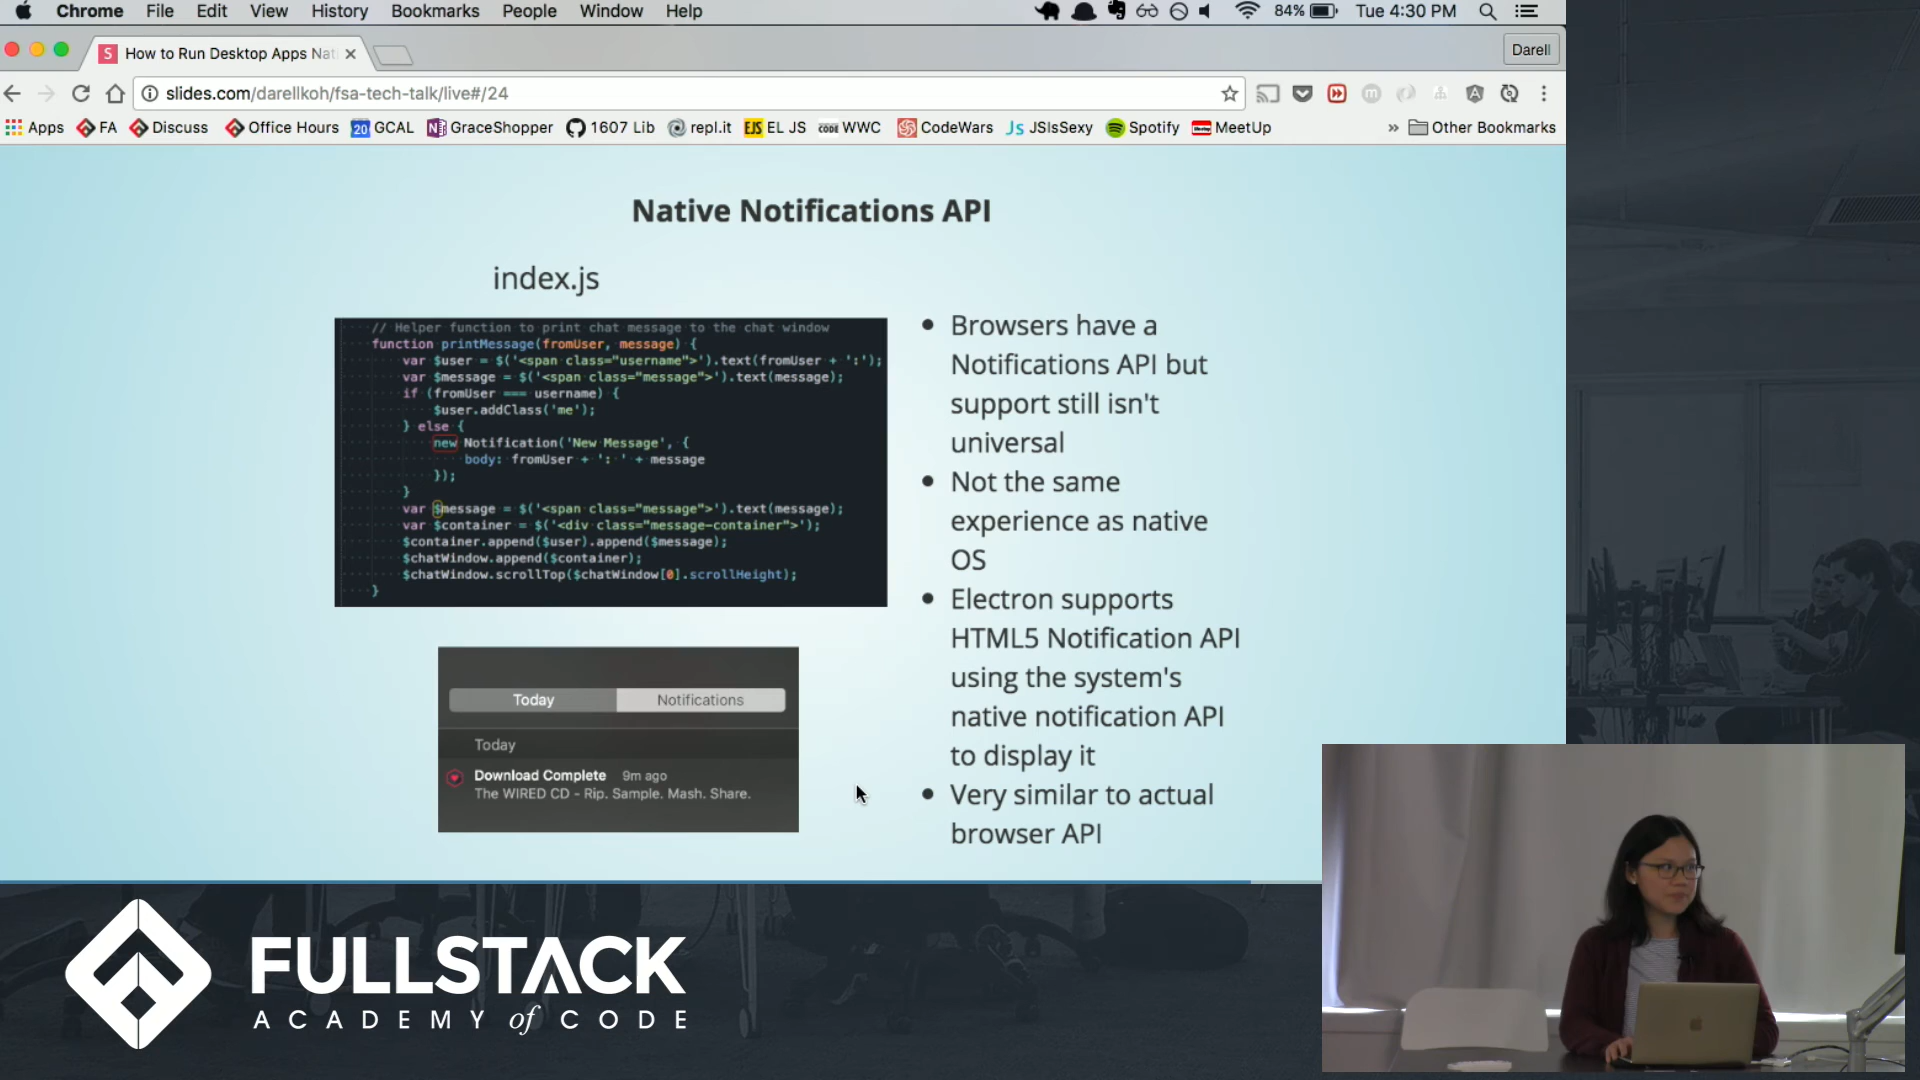 Chrome File Edit View History Bookmarks People Window Help 84% Tue 4:30 PM
S How to Run Desktop Apps Nat Darell
slides.com/darellkoh/fsa-tech-talk/live#/24
Apps FA Discuss Office Hours 20 GCAL GraceShopper 1607 Lib repl.it EJS EL JS CODE WWC CodeWars Js JSIsSexy Spotify MeetUp » Other Bookmarks
Native Notifications API
index.js
// Helper function to print chat message to the chat window
function printMessage(fromUser, message) {
var $user = $('<span class="username">').text(fromUser + ':');
var $message = $('<span class="message">').text(message);
if (fromUser === username) {
$user.addClass('me');
} else {
new Notification('New Message', {
body: fromUser + ': ' + message
});
}
var $message = $('<span class="message">').text(message);
var $container = $('<div class="message-container">');
$container.append($user).append($message);
$chatWindow.append($container);
$chatWindow.scrollTop($chatWindow[0].scrollHeight);
}
Today Notifications
Today
Download Complete 9m ago
The WIRED CD - Rip. Sample. Mash. Share.
• Browsers have a
Notifications API but
support still isn't
universal
• Not the same
experience as native
OS
• Electron supports
HTML5 Notification API
using the system's
native notification API
to display it
• Very similar to actual
browser API
FULLSTACK
ACADEMY of CODE